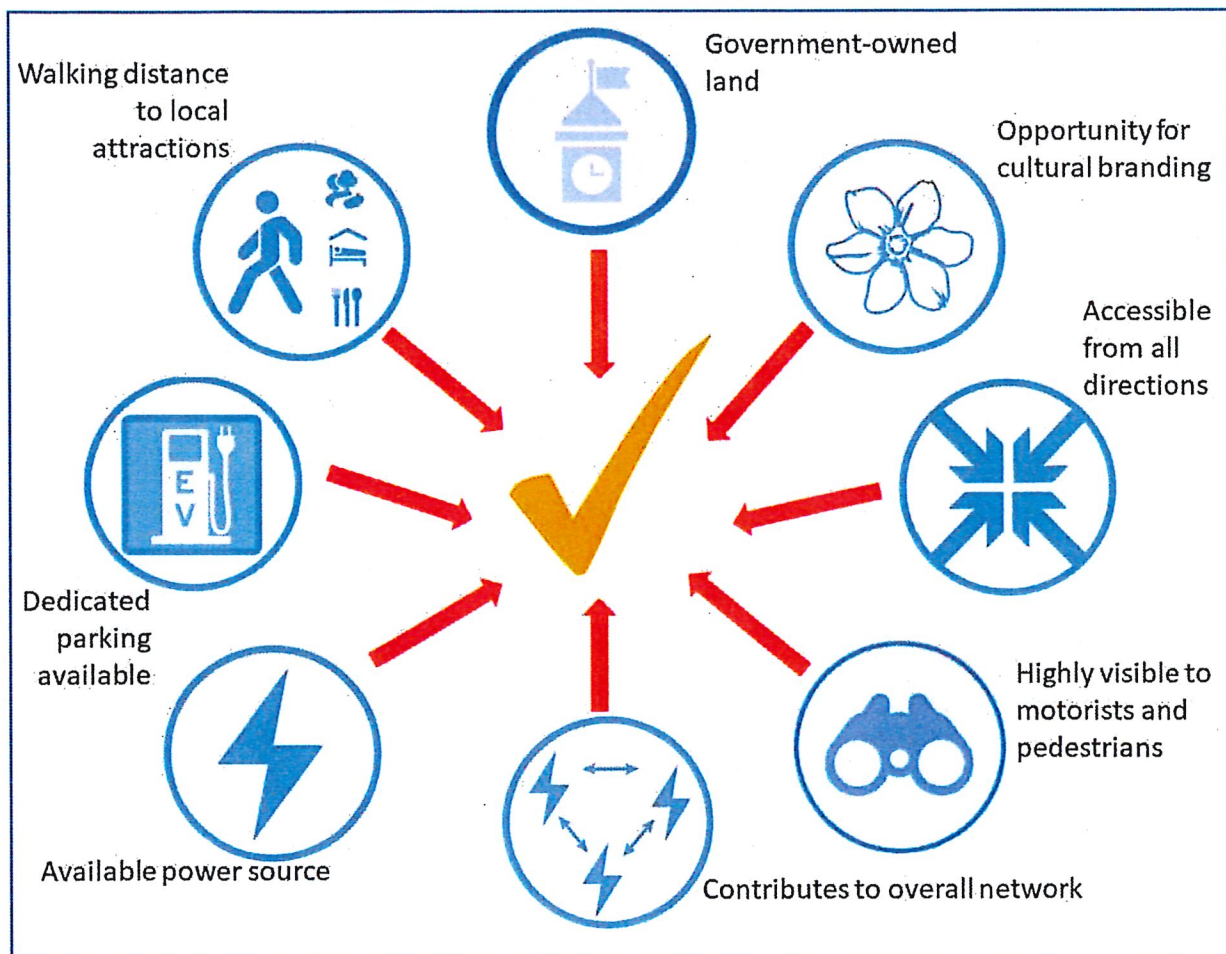 Government-owned
land
Walking distance
to local
attractions
Opportunity for
cultural branding
Accessible
from all
directions
E
V
Dedicated
parking
available
Highly visible to
motorists and
pedestrians
Available power source
Contributes to overall network